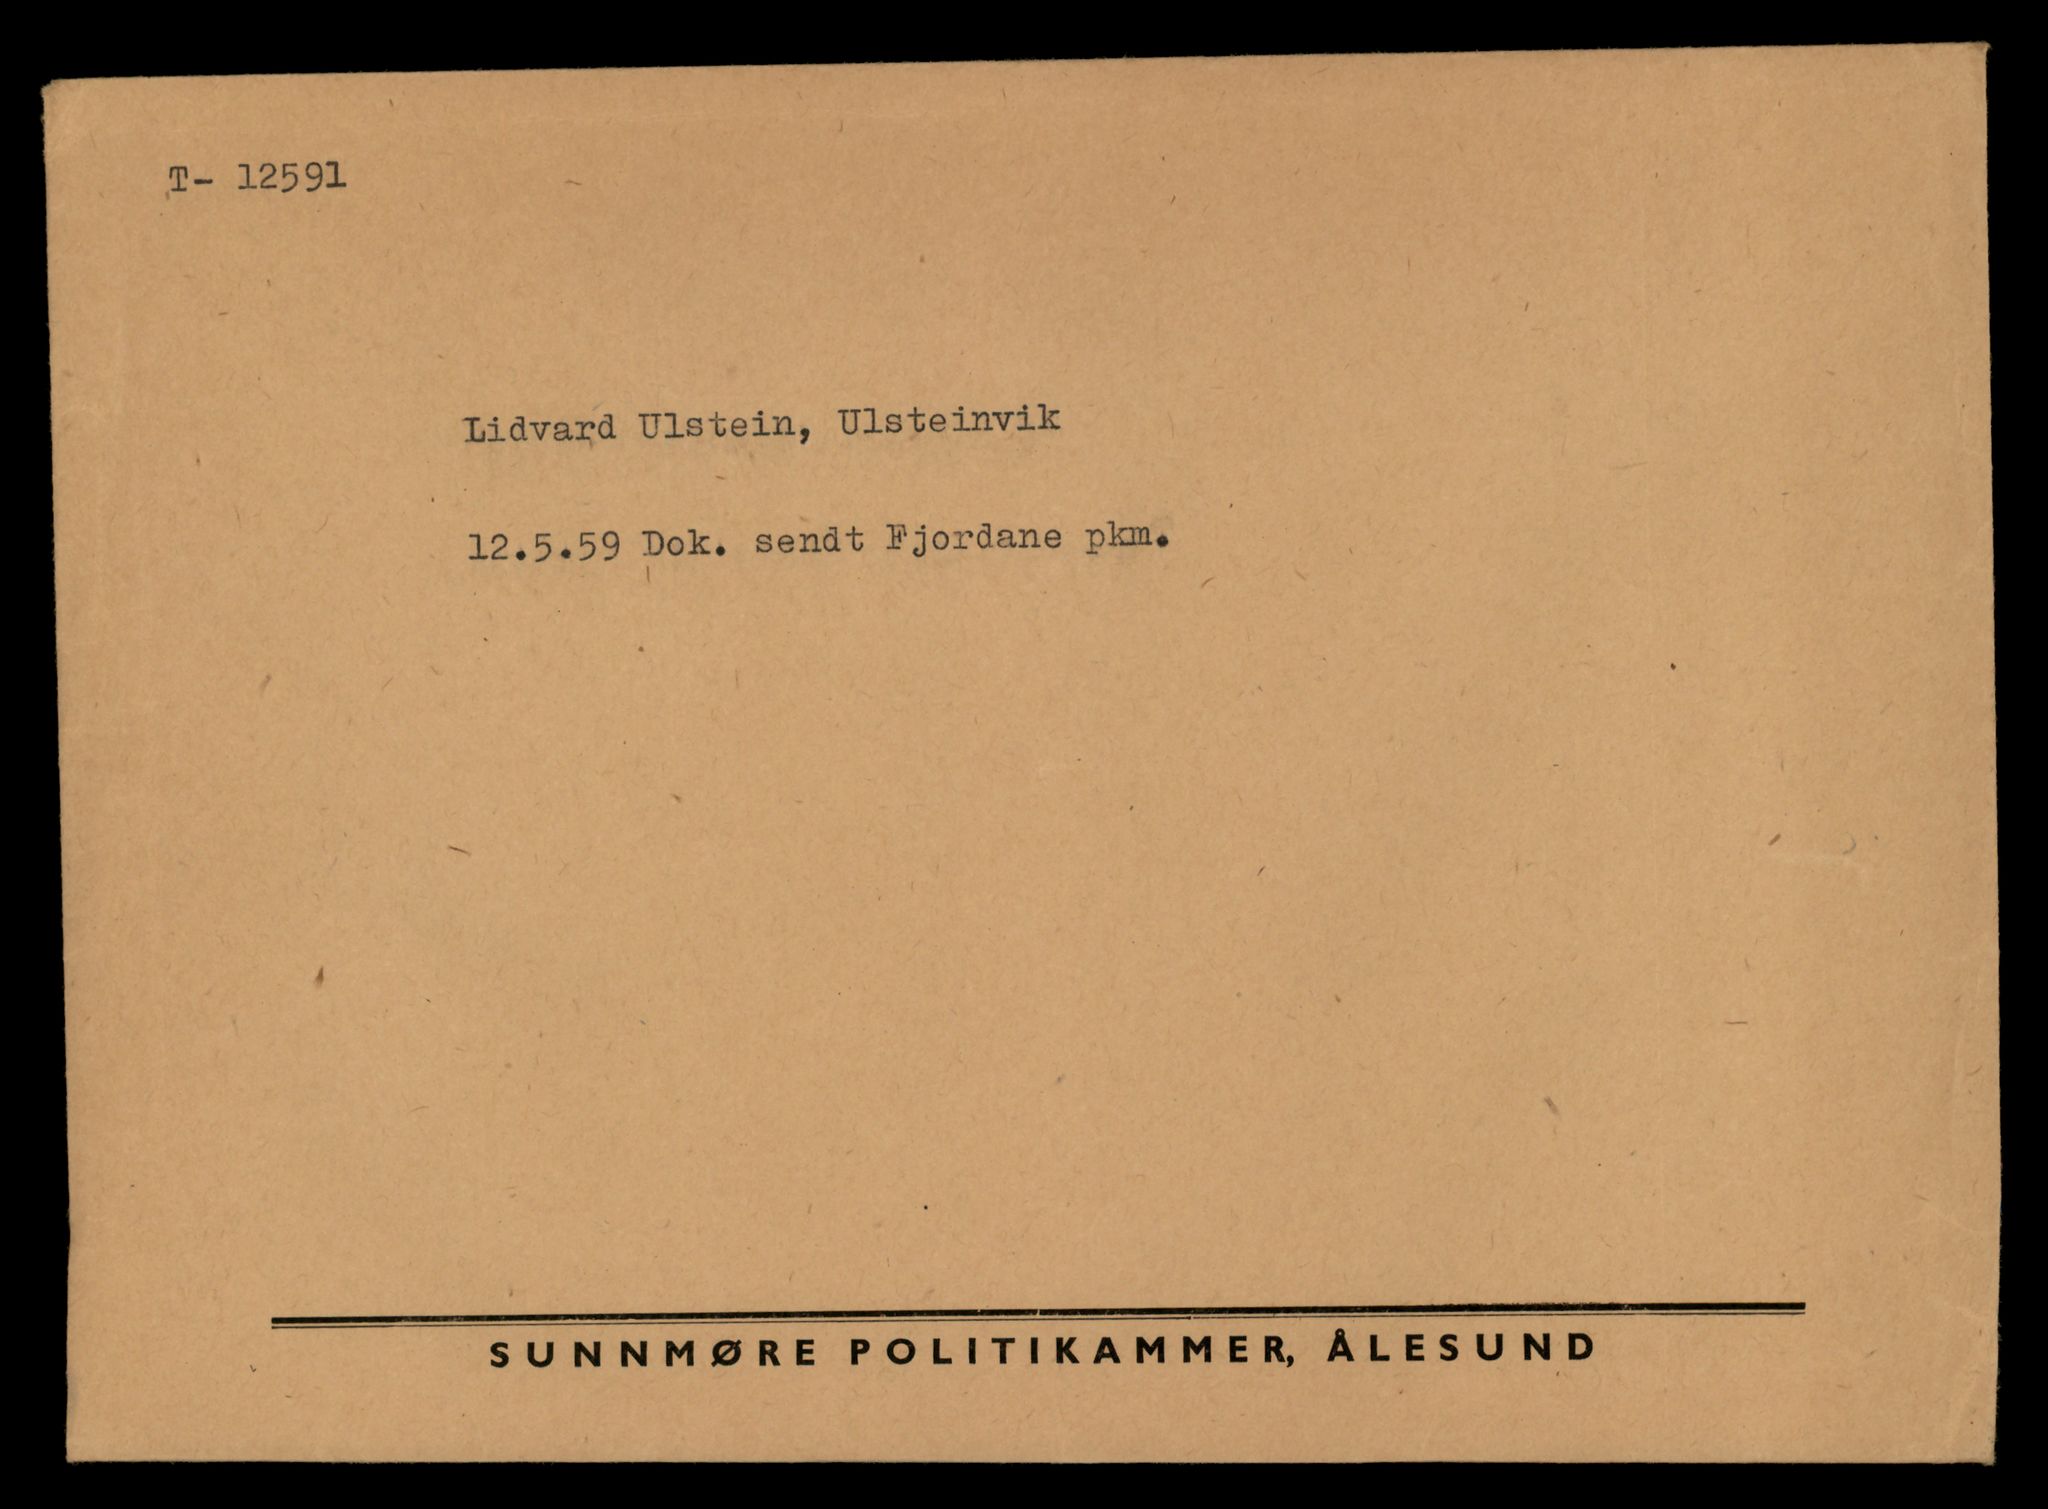 T- 12591
Lidvard Ulstein, Ulsteinvik
12.5.59 Dok. sendt Fjordane pkm.
SUNNMØRE POLITIKAMMER, ÅLESUND